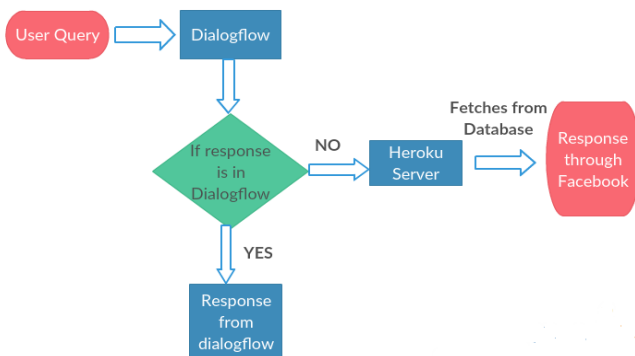 User Query
Dialogflow
If response
is in
Dialogflow
NO
Heroku
Server
Fetches from
Database
Response
through
Facebook
YES
Response
from
dialogflow